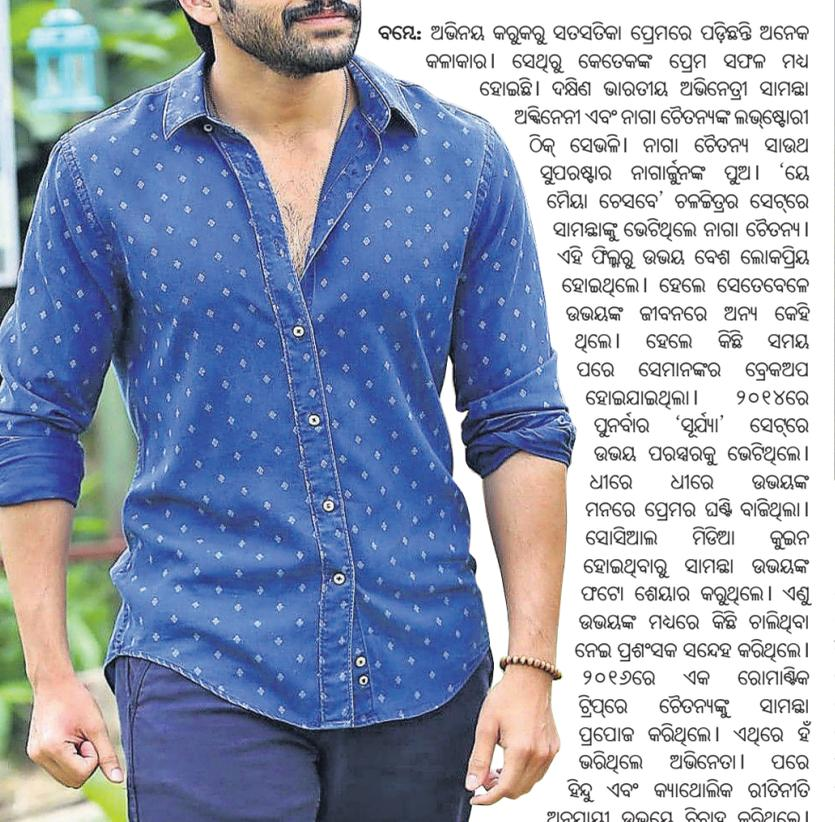 ବମ୍ବେ: ଅଭିନୟ କରୁକରୁ ସତସତିକା ପ୍ରେମରେ ପଡ଼ିଛନ୍ତି ଅନେକ
କଳାକାର। ସେଥିରୁ କେତେକଙ୍କ ପ୍ରେମ ସଫଳ ମଧ୍ୟ
ହୋଇଛି। ଦକ୍ଷିଣ ଭାରତୀୟ ଅଭିନେତ୍ରୀ ସାମନ୍ତା
ଅକ୍କିନେନୀ ଏବଂ ନାଗା ଚୈତନ୍ୟଙ୍କ ଲଭ୍‌ଷ୍ଟୋରୀ
ଠିକ୍ ସେଭଳି। ନାଗା ଚୈତନ୍ୟ ସାଉଥ
ସୁପରଷ୍ଟାର ନାଗାର୍ଜୁନଙ୍କ ପୁଅ। ‘ୟେ
ମୈୟା ଚେସବେ’ ଚଳଚ୍ଚିତ୍ରର ସେଟ୍‌ରେ
ସାମନ୍ତାଙ୍କୁ ଭେଟିଥିଲେ ନାଗା ଚୈତନ୍ୟ।
ଏହି ଫିଲ୍ମରୁ ଉଭୟ ବେଶ ଲୋକପ୍ରିୟ
ହୋଇଥିଲେ। ହେଲେ ସେତେବେଳେ
ଉଭୟଙ୍କ ଜୀବନରେ ଅନ୍ୟ କେହି
ଥିଲେ। ହେଲେ କିଛି ସମୟ
ପରେ ସେମାନଙ୍କର ବ୍ରେକଅପ
ହୋଇଯାଇଥିଲା। ୨୦୧୪ରେ
ପୁନର୍ବାର ‘ସୂର୍ଯ୍ୟା’ ସେଟ୍‌ରେ
ଉଭୟ ପରସ୍ପରକୁ ଭେଟିଥିଲେ।
ଧୀରେ ଧୀରେ ଉଭୟଙ୍କ
ମନରେ ପ୍ରେମର ଘଣ୍ଟି ବାଜିଥିଲା।
ସୋସିଆଲ ମିଡିଆ କୁଇନ
ହୋଇଥିବାରୁ ସାମନ୍ତା ଉଭୟଙ୍କ
ଫଟୋ ଶେୟାର କରୁଥିଲେ। ଏଣୁ
ଉଭୟଙ୍କ ମଧ୍ୟରେ କିଛି ଚାଲିଥିବା
ନେଇ ପ୍ରଶଂସକ ସନ୍ଦେହ କରିଥିଲେ।
୨୦୧୬ରେ ଏକ ରୋମାଣ୍ଟିକ
ଟ୍ରିପ୍‌ରେ ଚୈତନ୍ୟଙ୍କୁ ସାମନ୍ତା
ପ୍ରପୋଜ କରିଥିଲେ। ଏଥିରେ ହଁ
ଭରିଥିଲେ ଅଭିନେତା। ପରେ
ହିନ୍ଦୁ ଏବଂ କ୍ୟାଥୋଲିକ ରୀତିନୀତି
ଅନୁଯାୟୀ ଉଭୟେ ବିବାହ କରିଥିଲେ।